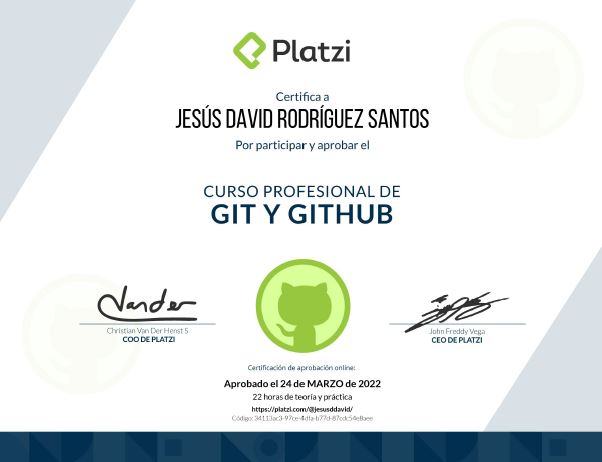 Platzi
Certifica a
JESÚS DAVID RODRÍGUEZ SANTOS
Por participar y aprobar el
CURSO PROFESIONAL DE
GIT Y GITHUB
Vander
Christian Van Der Henst S
COO DE PLATZI
John Freddy Vega
CEO DE PLATZI
Certificación de aprobación online:
Aprobado el 24 de MARZO de 2022
22 horas de teoría y práctica
https://platzi.com/@jesusddavid/
Código: